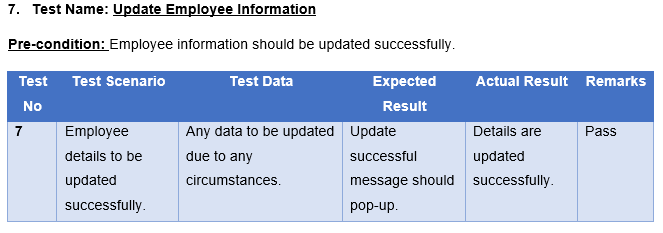 7. Test Name: Update Employee Information
Pre-condition: Employee information should be updated successfully.
Test No
Test Scenario
Test Data
Expected Result
Actual Result
Remarks
7
Employee
details to be
updated
successfully.
Any data to be updated
due to any
circumstances.
Update
successful
message should
pop-up.
Details are
updated
successfully.
Pass